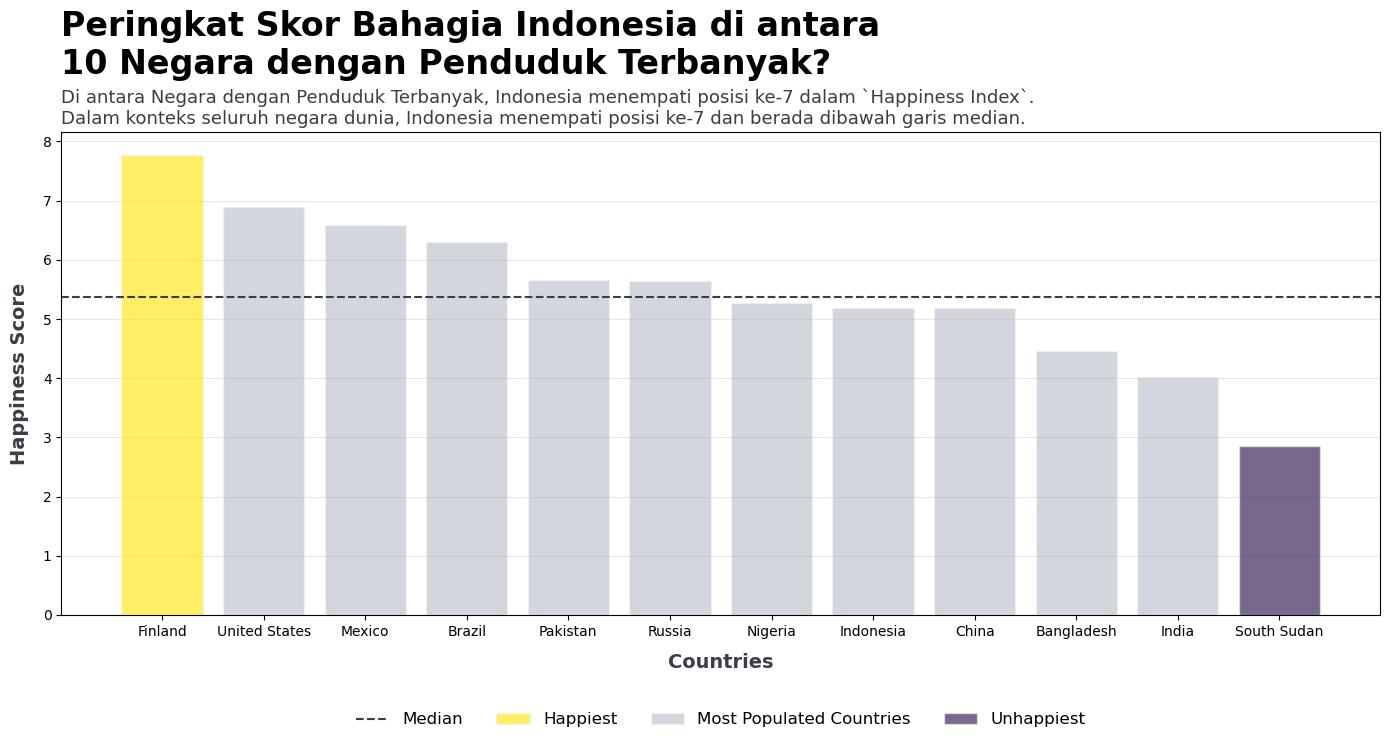 Peringkat Skor Bahagia Indonesia di antara
10 Negara dengan Penduduk Terbanyak?
Di antara Negara dengan Penduduk Terbanyak, Indonesia menempati posisi ke-7 dalam `Happiness Index`.
Dalam konteks seluruh negara dunia, Indonesia menempati posisi ke-7 dan berada dibawah garis median.
8
7
6
5
4
3
2
1
0
Happiness Score
Finland United States Mexico Brazil Pakistan Russia Nigeria Indonesia China Bangladesh India South Sudan
Countries
Median Happiest Most Populated Countries Unhappiest